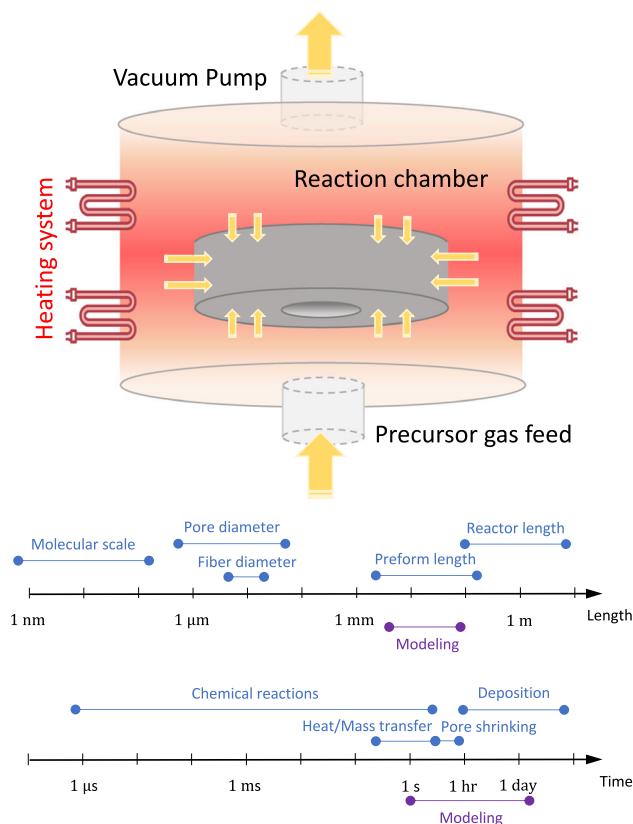 Vacuum Pump
Reaction chamber
Heating system
Precursor gas feed
Pore diameter
Reactor length
Molecular scale
Fiber diameter
Preform length
1 nm
1 μm
1 mm
1 m
Length
Modeling
Chemical reactions
Deposition
Heat/Mass transfer
Pore shrinking
1 μs
1 ms
1 s
1 hr
1 day
Time
Modeling